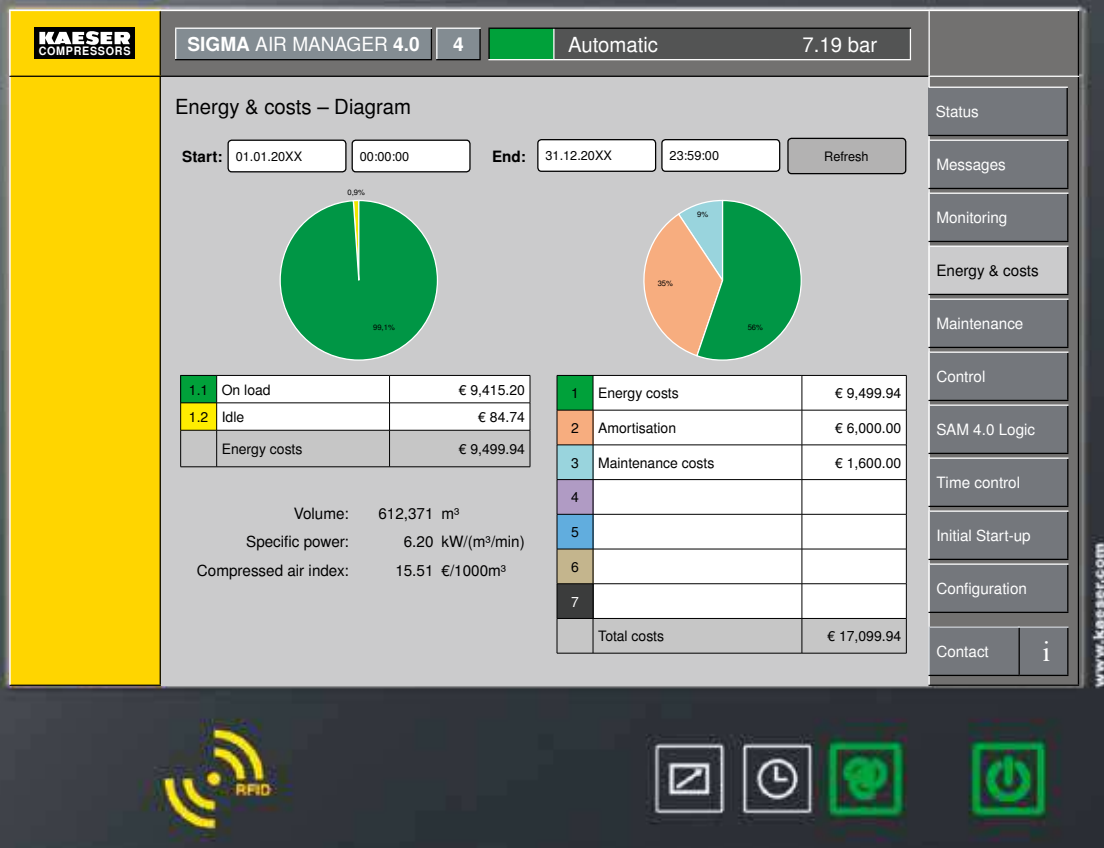 KAESER
COMPRESSORS
SIGMA AIR MANAGER 4.0
4
Automatic
7.19 bar
Energy & costs – Diagram
Start: 01.01.20XX 00:00:00 End: 31.12.20XX 23:59:00 Refresh
0,9%
99,1%
9%
35%
56%
1.1 On load € 9,415.20
1.2 Idle € 84.74
Energy costs € 9,499.94
Volume: 612,371 m³
Specific power: 6.20 kW/(m³/min)
Compressed air index: 15.51 €/1000m³
1 Energy costs € 9,499.94
2 Amortisation € 6,000.00
3 Maintenance costs € 1,600.00
4
5
6
7
Total costs € 17,099.94
Status
Messages
Monitoring
Energy & costs
Maintenance
Control
SAM 4.0 Logic
Time control
Initial Start-up
Configuration
Contact i
www.kaeser.com
RFID